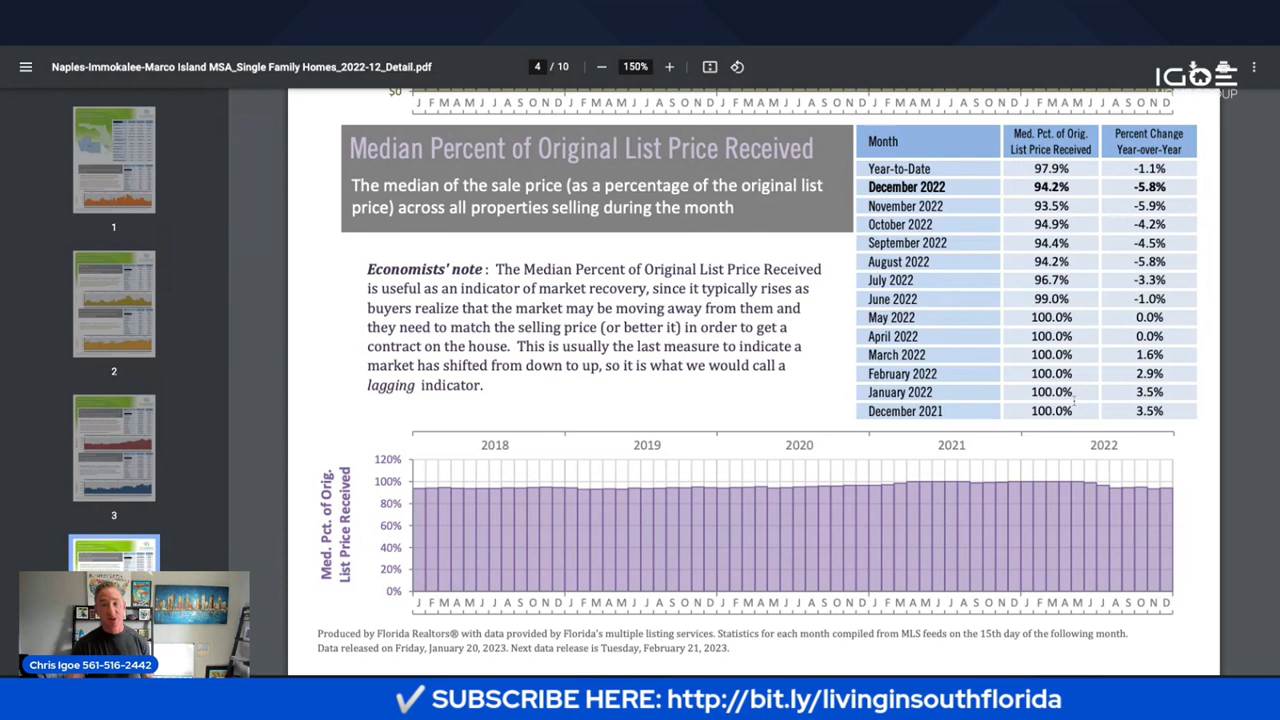 Naples-Immokalee-Marco Island MSA_Single Family Homes_2022-12_Detail.pdf
4 / 10
150%
IGOE
$0
J F M A M J J A S O N D J F M A M J J A S O N D J F M A M J J A S O N D J F M A M J J A S O N D J F M A M J J A S O N D
Median Percent of Original List Price Received
The median of the sale price (as a percentage of the original list
price) across all properties selling during the month
Month Med. Pct. of Orig. List Price Received Percent Change Year-over-Year
Year-to-Date 97.9% -1.1%
December 2022 94.2% -5.8%
November 2022 93.5% -5.9%
October 2022 94.9% -4.2%
September 2022 94.4% -4.5%
August 2022 94.2% -5.8%
July 2022 96.7% -3.3%
June 2022 99.0% -1.0%
May 2022 100.0% 0.0%
April 2022 100.0% 0.0%
March 2022 100.0% 1.6%
February 2022 100.0% 2.9%
January 2022 100.0% 3.5%
December 2021 100.0% 3.5%
Economists' note : The Median Percent of Original List Price Received
is useful as an indicator of market recovery, since it typically rises as
buyers realize that the market may be moving away from them and
they need to match the selling price (or better it) in order to get a
contract on the house. This is usually the last measure to indicate a
market has shifted from down to up, so it is what we would call a
lagging indicator.
2018 2019 2020 2021 2022
Med. Pct. of Orig.
List Price Received
120%
100%
80%
60%
40%
20%
0%
J F M A M J J A S O N D J F M A M J J A S O N D J F M A M J J A S O N D J F M A M J J A S O N D J F M A M J J A S O N D
Produced by Florida Realtors® with data provided by Florida's multiple listing services. Statistics for each month compiled from MLS feeds on the 15th day of the following month.
Data released on Friday, January 20, 2023. Next data release is Tuesday, February 21, 2023.
1
2
3
Chris Igoe 561-516-2442
SUBSCRIBE HERE: http://bit.ly/livinginsouthflorida